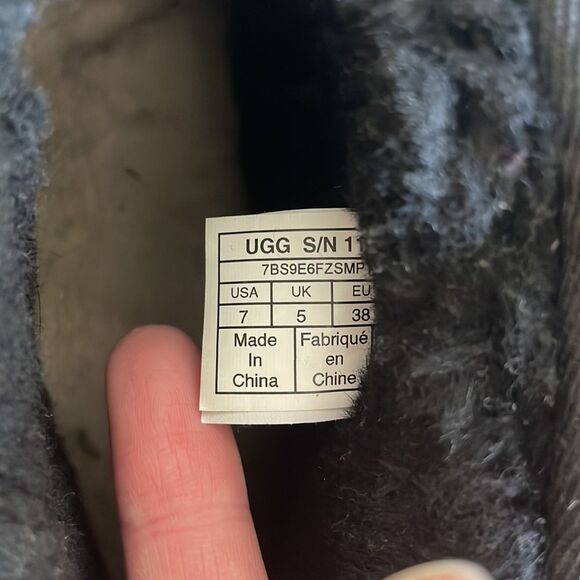 UGG S/N 11
7BS9E6FZSMP
USA UK EU
7 5 38
Made Fabriqué
In en
China Chine